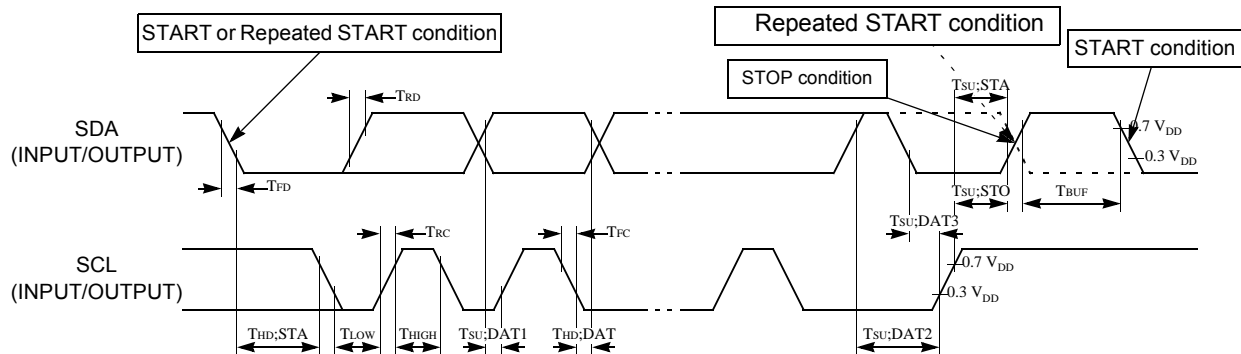 START or Repeated START condition
Repeated START condition
START condition
STOP condition
TSU;STA
TRD
SDA
(INPUT/OUTPUT)
0.7 VDD
0.3 VDD
TFD
TSU;STO
TBUF
TSU;DAT3
TRC
TFC
SCL
(INPUT/OUTPUT)
0.7 VDD
0.3 VDD
THD;STA
TLOW
THIGH
TSU;DAT1
THD;DAT
TSU;DAT2